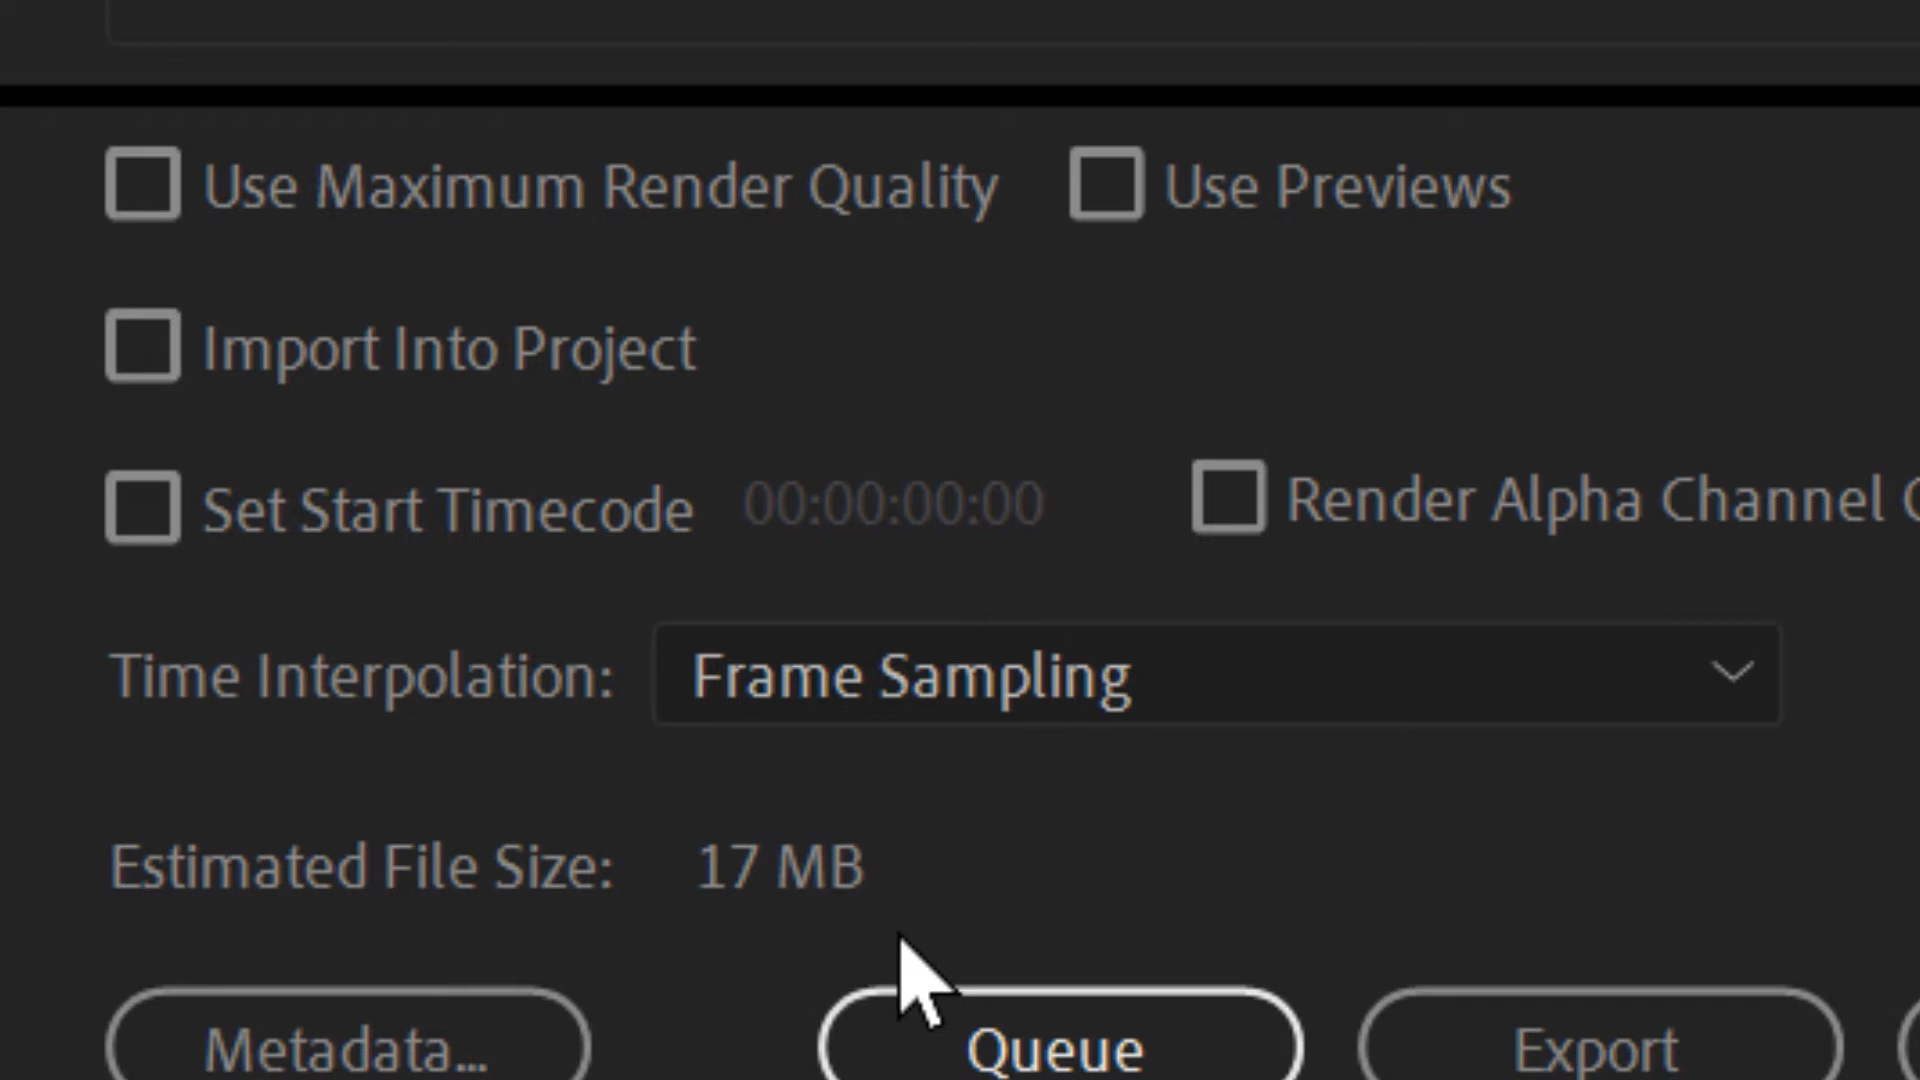 Use Maximum Render Quality Use Previews
Import Into Project
Set Start Timecode 00:00:00:00 Render Alpha Channel
Time Interpolation: Frame Sampling
Estimated File Size: 17 MB
Metadata... Queue Export